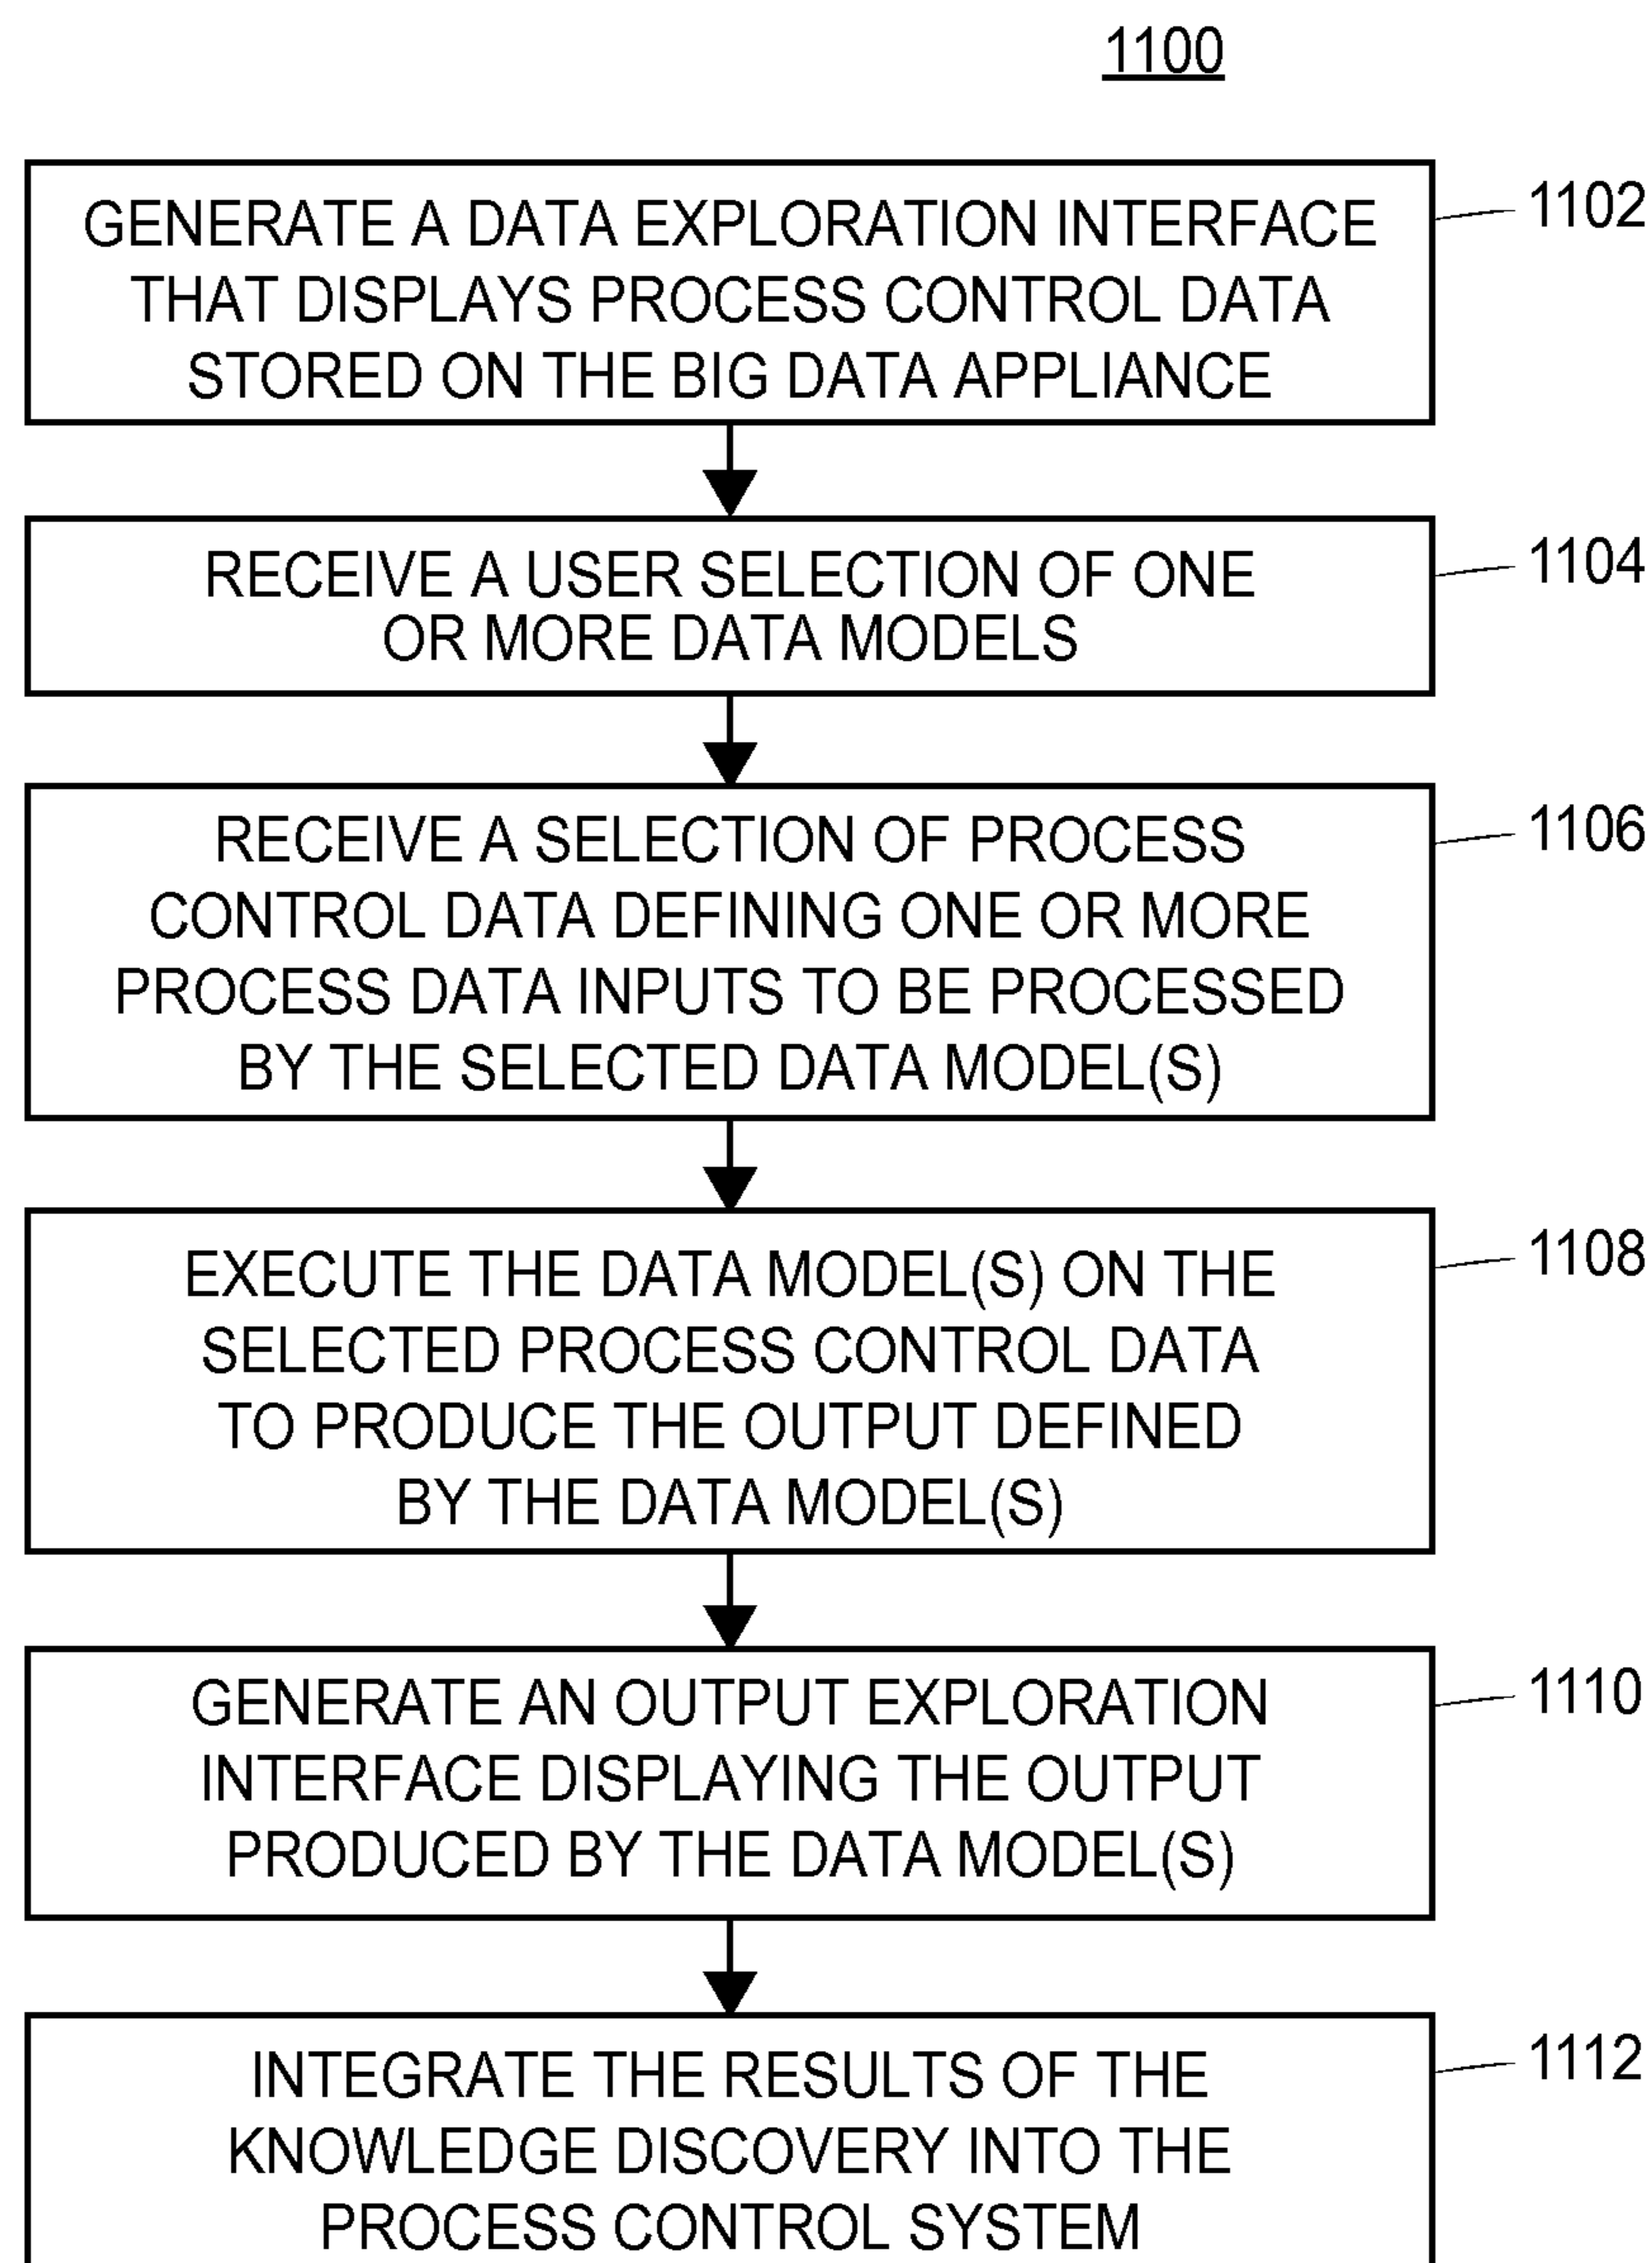 1100
GENERATE A DATA EXPLORATION INTERFACE
THAT DISPLAYS PROCESS CONTROL DATA
STORED ON THE BIG DATA APPLIANCE
1102
RECEIVE A USER SELECTION OF ONE
OR MORE DATA MODELS
1104
RECEIVE A SELECTION OF PROCESS
CONTROL DATA DEFINING ONE OR MORE
PROCESS DATA INPUTS TO BE PROCESSED
BY THE SELECTED DATA MODEL(S)
1106
EXECUTE THE DATA MODEL(S) ON THE
SELECTED PROCESS CONTROL DATA
TO PRODUCE THE OUTPUT DEFINED
BY THE DATA MODEL(S)
1108
GENERATE AN OUTPUT EXPLORATION
INTERFACE DISPLAYING THE OUTPUT
PRODUCED BY THE DATA MODEL(S)
1110
INTEGRATE THE RESULTS OF THE
KNOWLEDGE DISCOVERY INTO THE
PROCESS CONTROL SYSTEM
1112